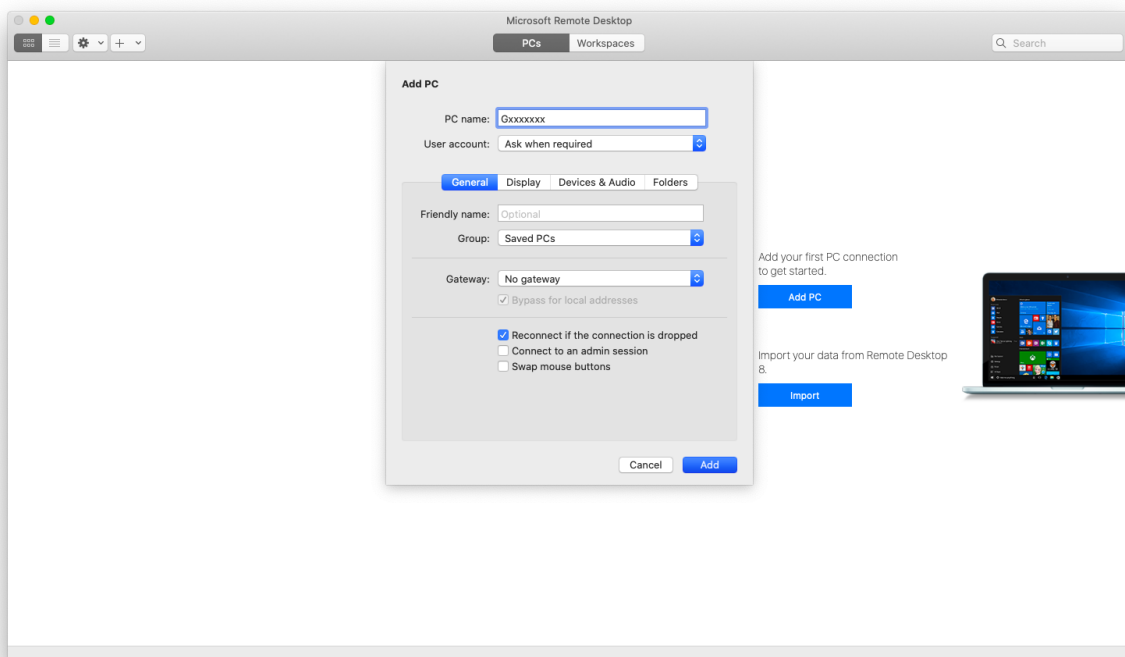 Microsoft Remote Desktop
PCs Workspaces
Search
Add PC
PC name: Gxxxxxxx
User account: Ask when required
General Display Devices & Audio Folders
Friendly name: Optional
Group: Saved PCs
Gateway: No gateway
Bypass for local addresses
Reconnect if the connection is dropped
Connect to an admin session
Swap mouse buttons
Cancel Add
Add your first PC connection
to get started.
Add PC
Import your data from Remote Desktop
8.
Import